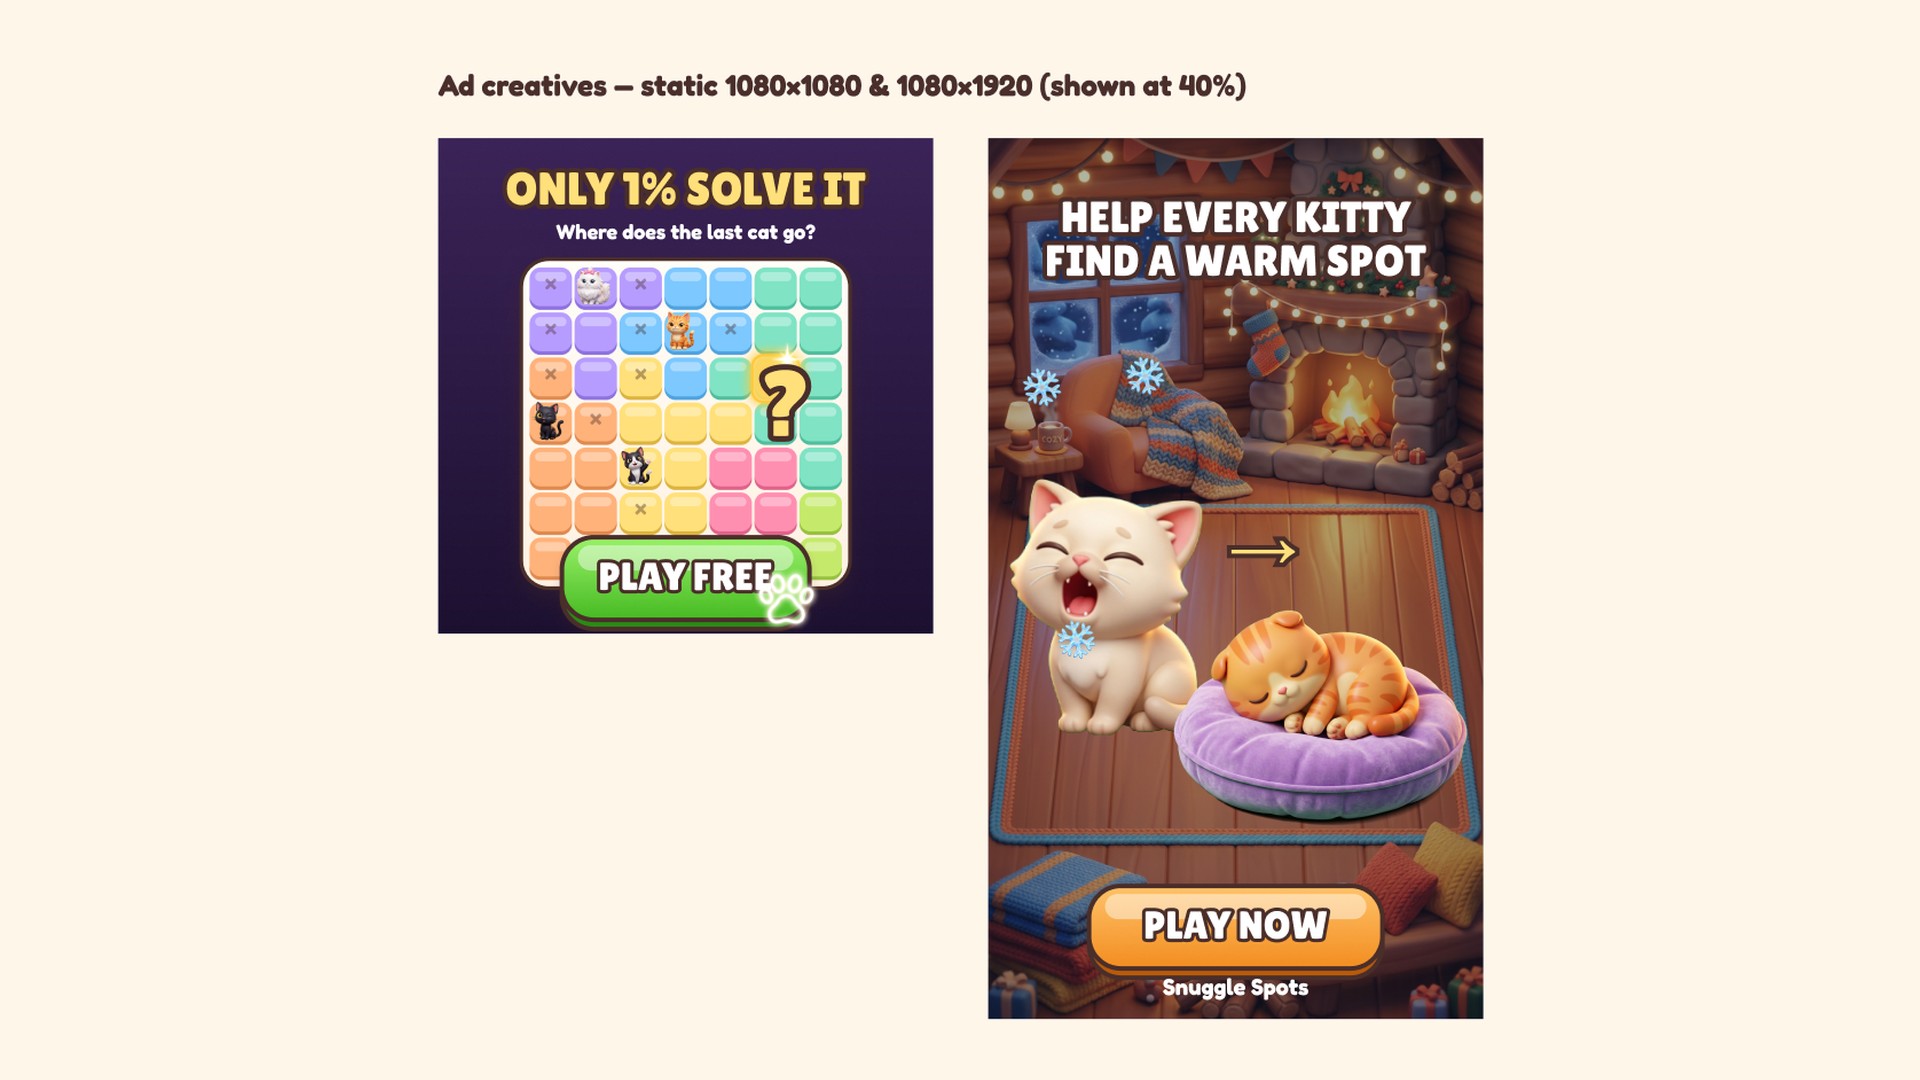 Ad creatives — static 1080×1080 & 1080×1920 (shown at 40%)
ONLY 1% SOLVE IT
Where does the last cat go?
?
PLAY FREE
HELP EVERY KITTY
FIND A WARM SPOT
COZY
PLAY NOW
Snuggle Spots